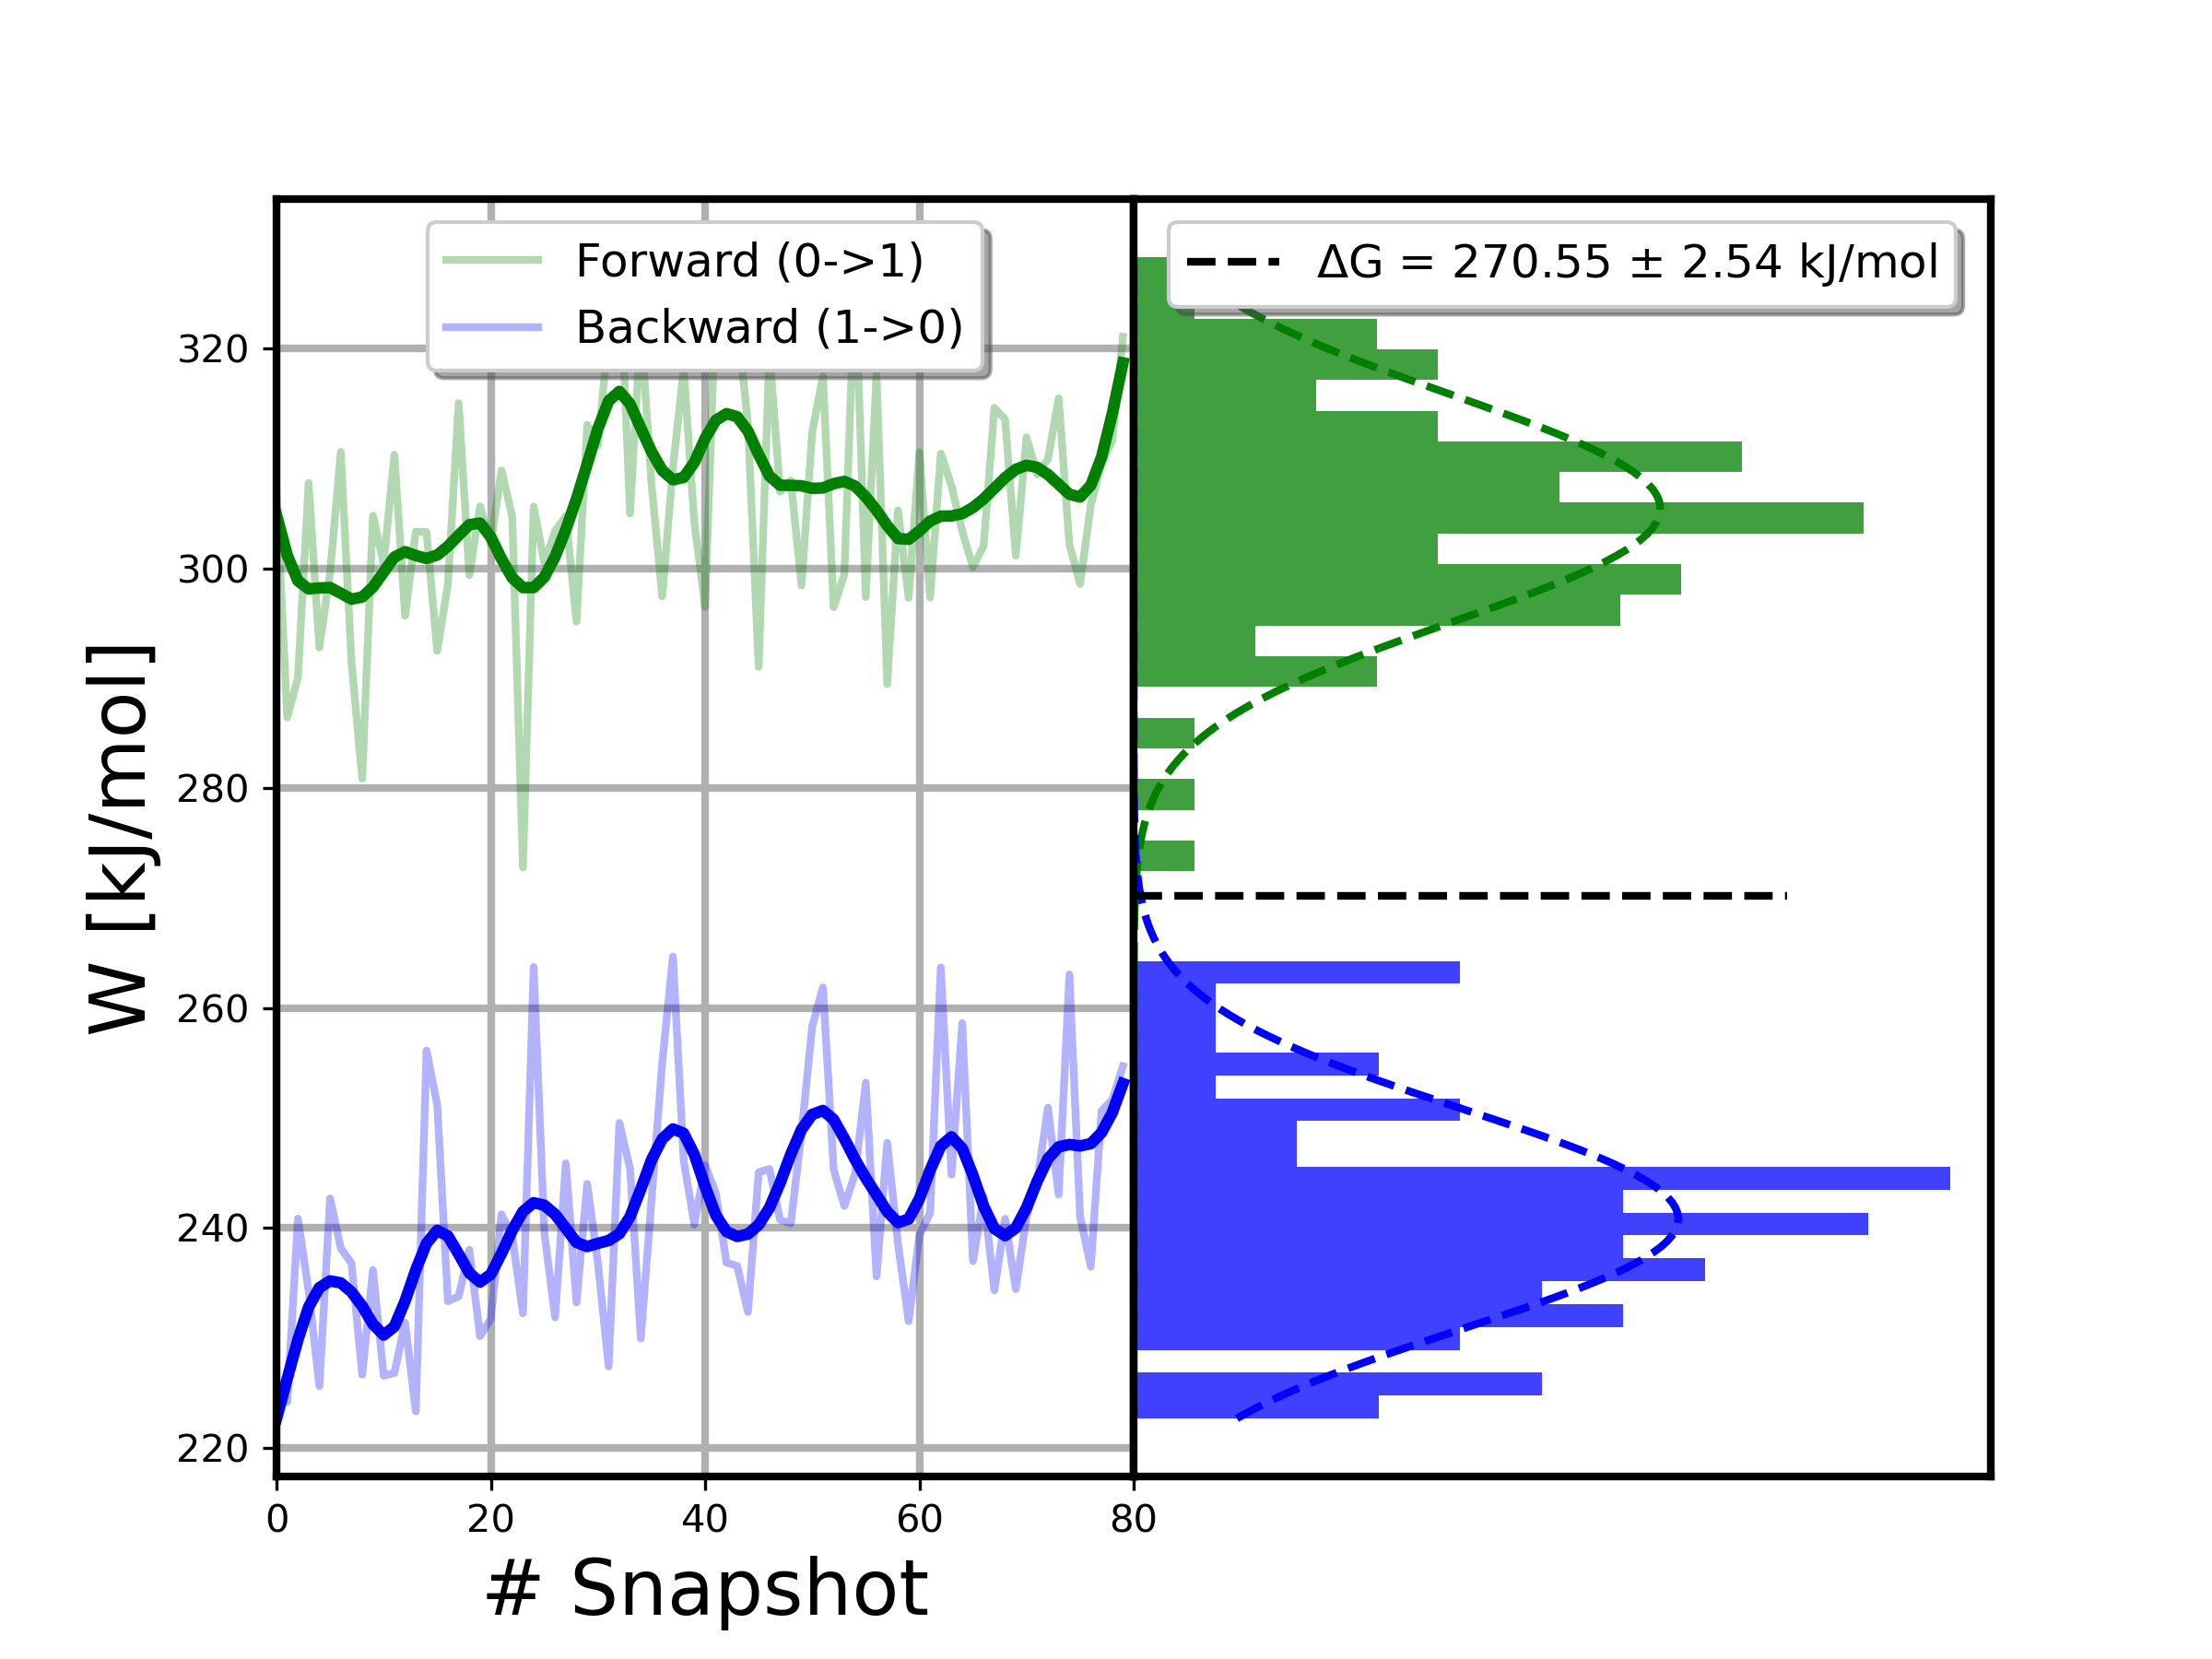 Forward (0->1)
Backward (1->0)
ΔG = 270.55 ± 2.54 kJ/mol
W [kJ/mol]
320
300
280
260
240
220
0 20 40 60 80
# Snapshot